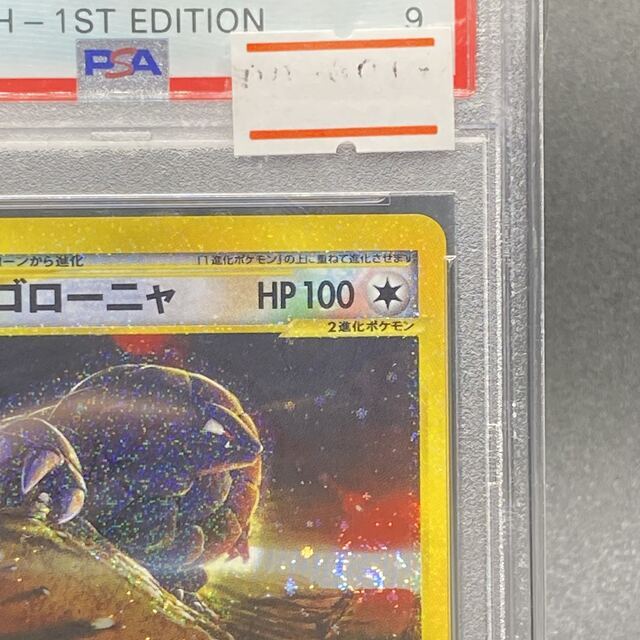 H - 1ST EDITION 9
PSA
ーンから進化 「1進化ポケモン」の上に重ねて進化させます
ゴローニャ HP100
2進化ポケモン